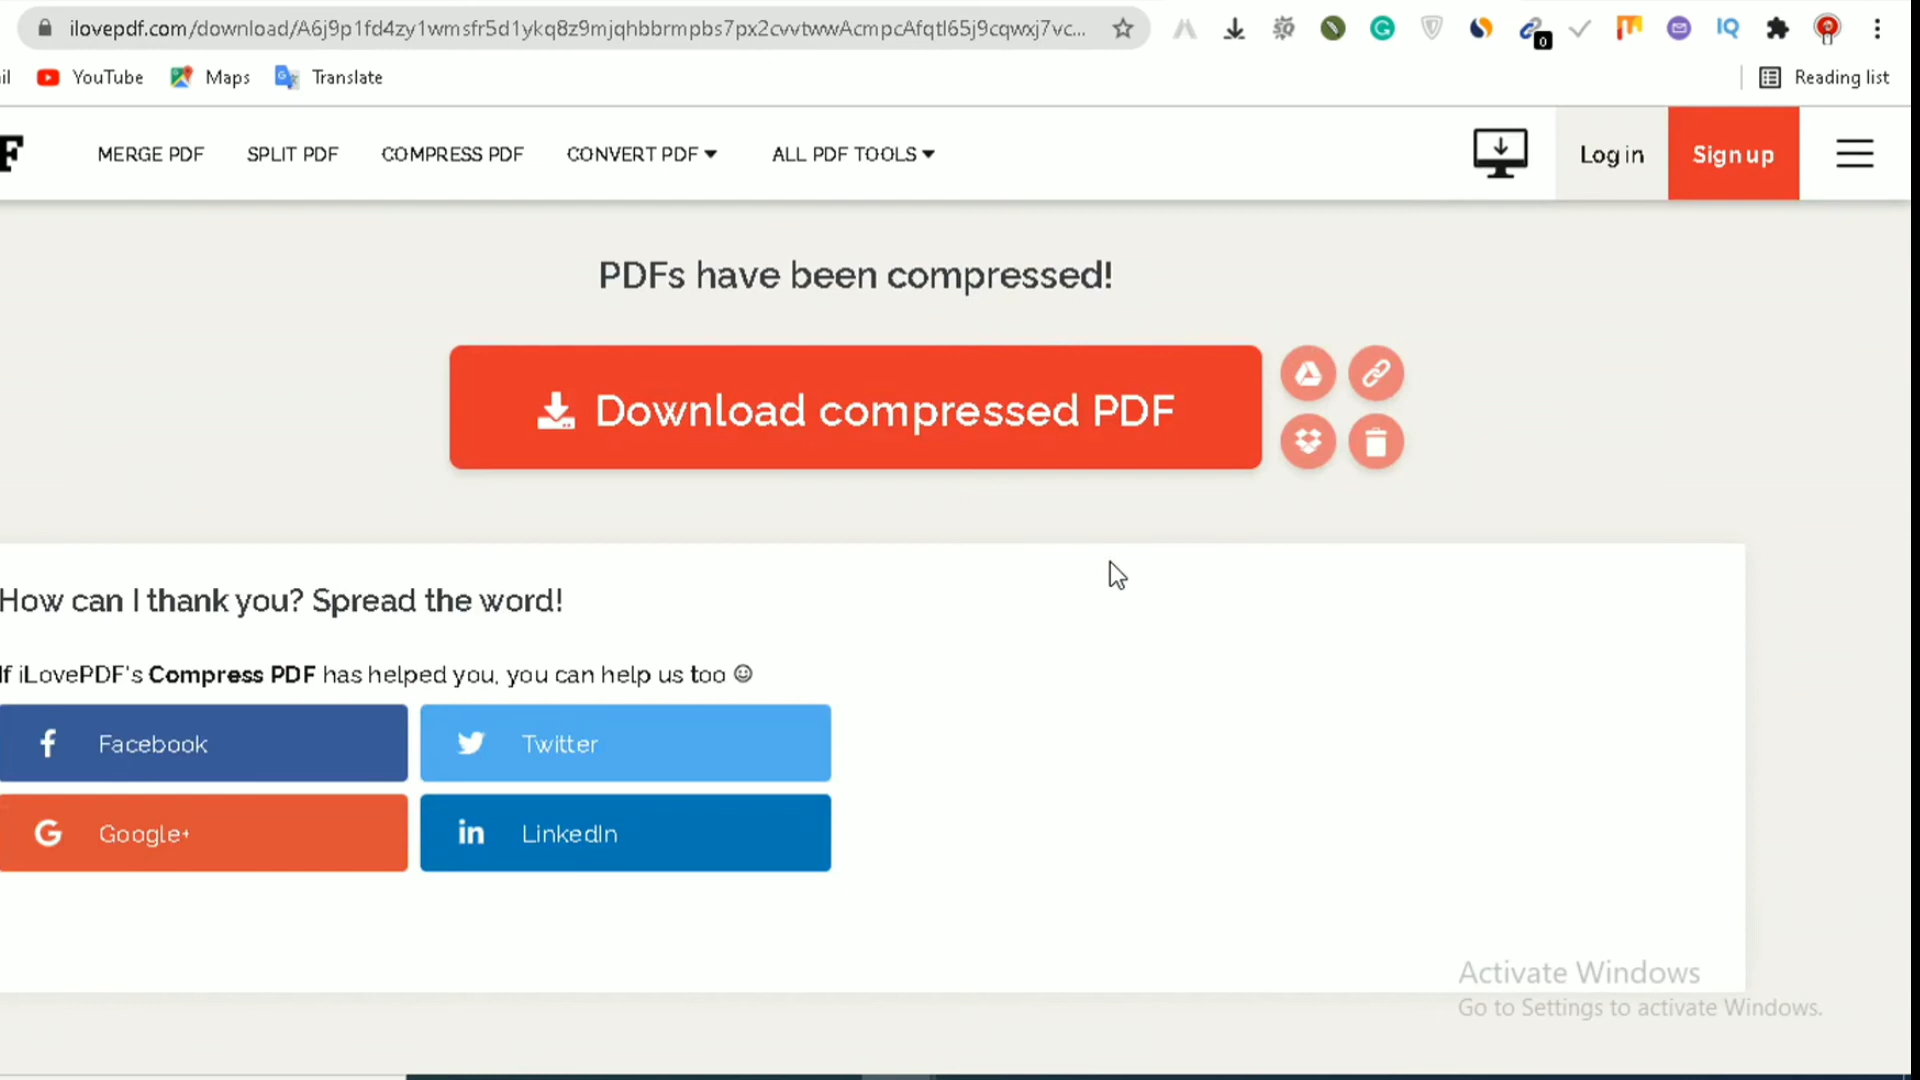 ilovepdf.com/download/A6j9p1fd4zy1wmsfr5d1ykq8z9mjqhbbrmpbs7px2cvvtwwAcmpcAfqtl65j9cqwxj7vc...
il YouTube Maps Translate Reading list
F MERGE PDF SPLIT PDF COMPRESS PDF CONVERT PDF ALL PDF TOOLS Log in Sign up
PDFs have been compressed!
Download compressed PDF
How can I thank you? Spread the word!
If iLovePDF's Compress PDF has helped you, you can help us too
Facebook Twitter
Google+ LinkedIn
Activate Windows
Go to Settings to activate Windows.